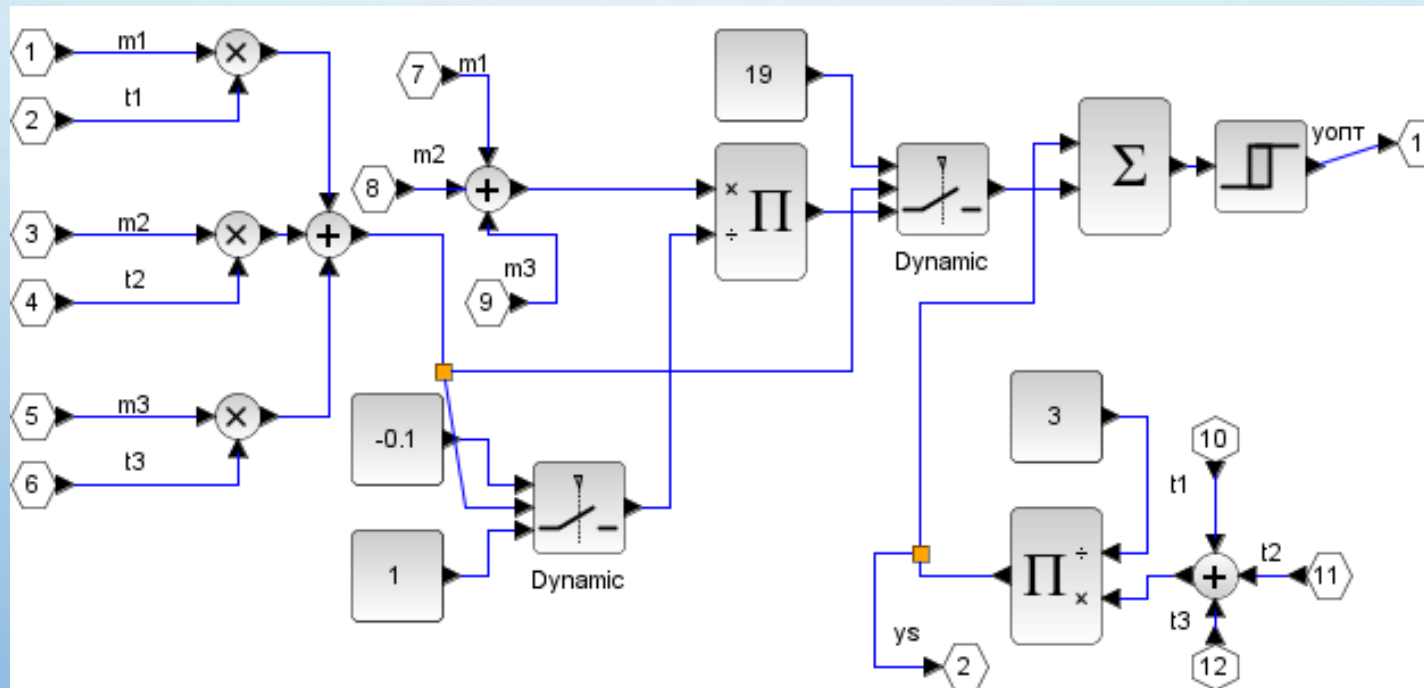 1
m1
×
t1
2
7
m1
19
yопт
1
m2
8
+
×
÷
∏
Σ
3
m2
×
+
t2
4
m3
9
Dynamic
3
10
5
m3
×
-0.1
t3
6
t1
1
Dynamic
∏
÷
×
+
t2
11
t3
ys
2
12